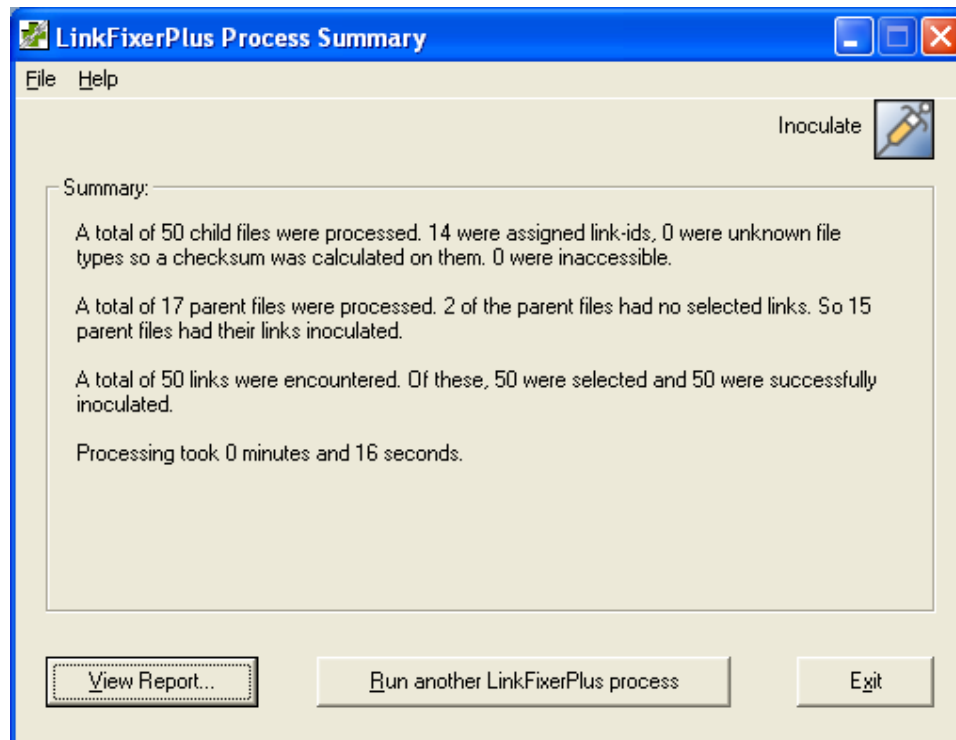 LinkFixerPlus Process Summary
File Help
Inoculate
Summary:
A total of 50 child files were processed. 14 were assigned link-ids, 0 were unknown file
types so a checksum was calculated on them. 0 were inaccessible.
A total of 17 parent files were processed. 2 of the parent files had no selected links. So 15
parent files had their links inoculated.
A total of 50 links were encountered. Of these, 50 were selected and 50 were successfully
inoculated.
Processing took 0 minutes and 16 seconds.
View Report... Run another LinkFixerPlus process Exit